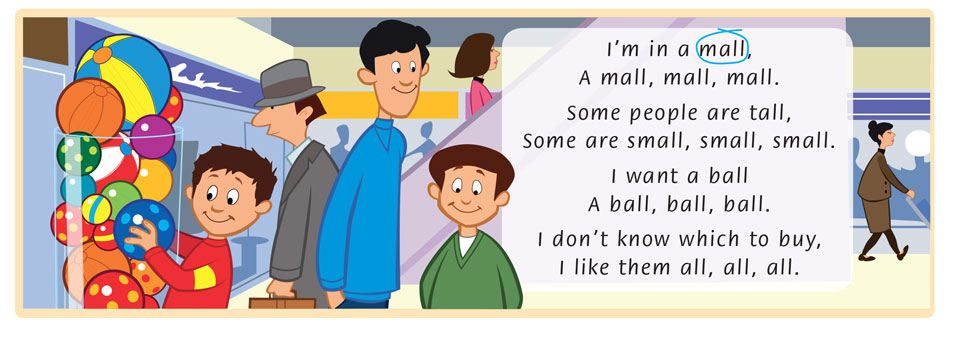 I'm in a mall,
A mall, mall, mall.
Some people are tall,
Some are small, small, small.
I want a ball
A ball, ball, ball.
I don't know which to buy,
I like them all, all, all.